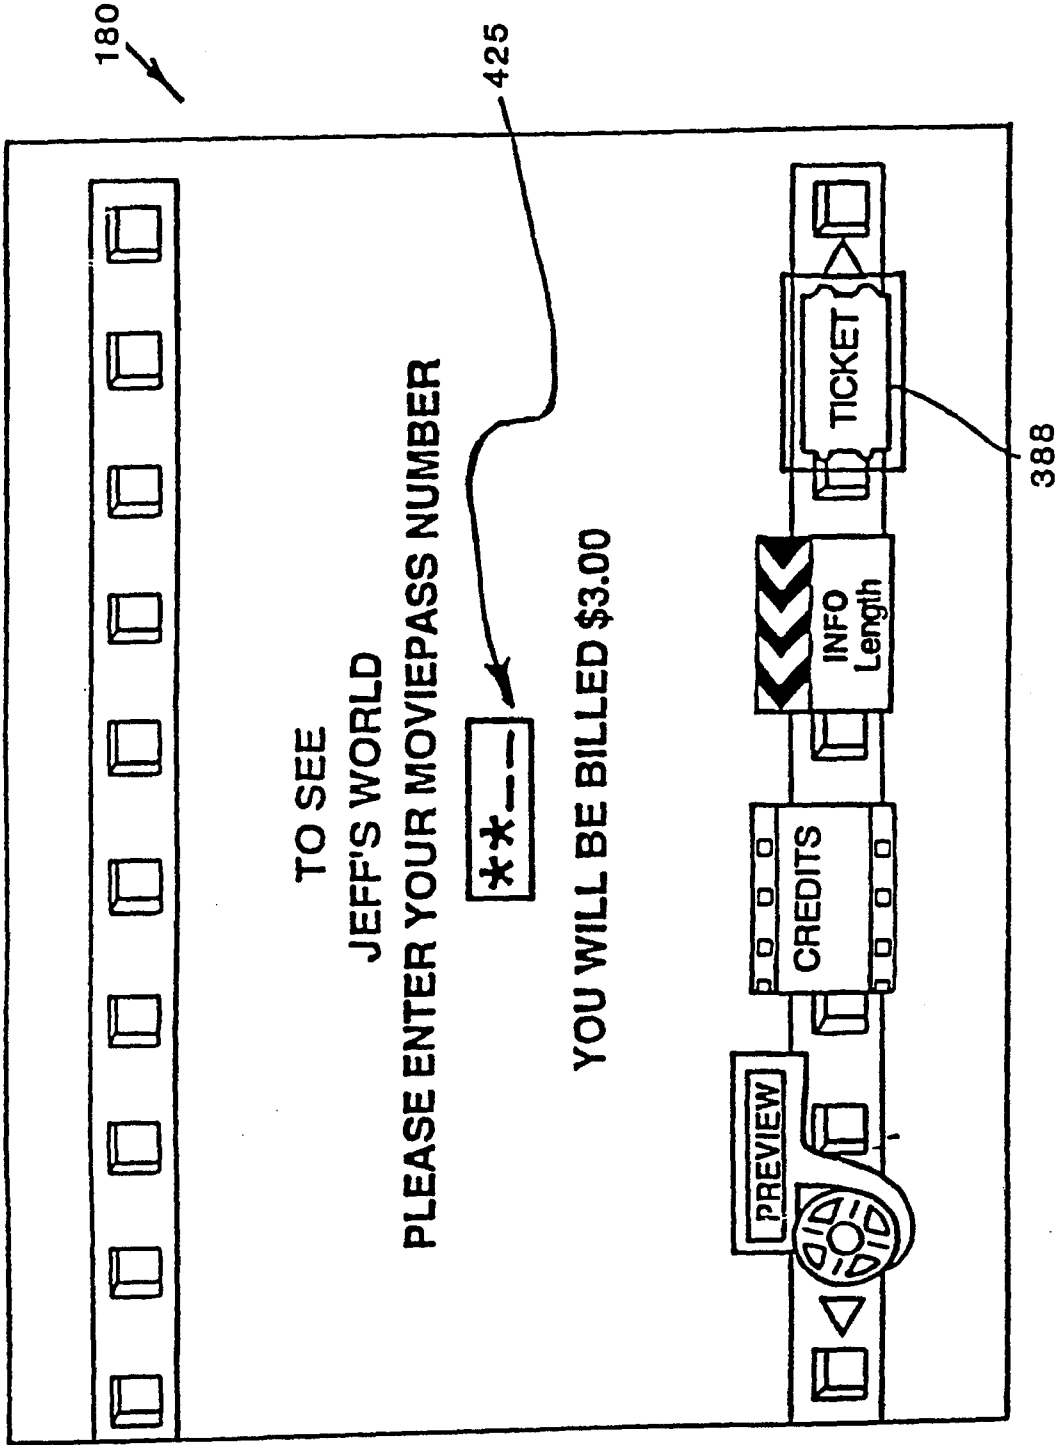 180
TO SEE
JEFF'S WORLD
PLEASE ENTER YOUR MOVIEPASS NUMBER
**__
425
YOU WILL BE BILLED $3.00
PREVIEW
CREDITS
INFO
Length
TICKET
388